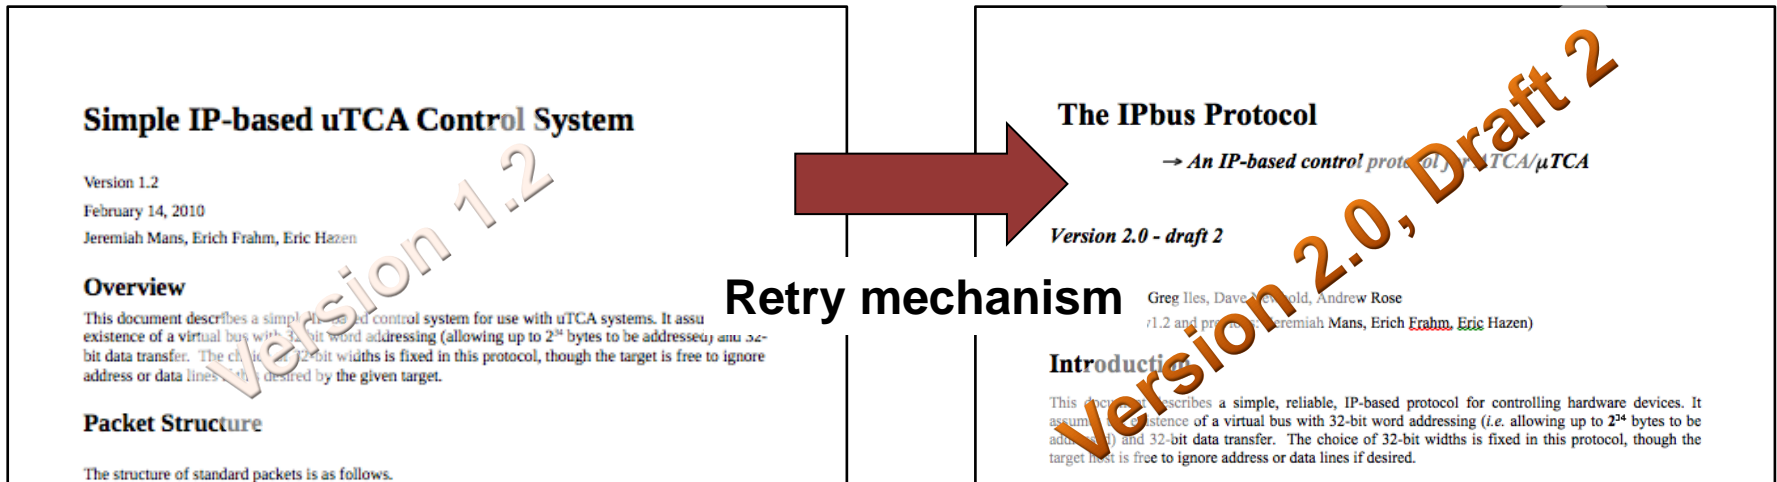 Simple IP-based uTCA Control System
Version 1.2
February 14, 2010
Jeremiah Mans, Erich Frahm, Eric Hazen
Overview
This document describes a simple control system for use with uTCA systems. It assu
existence of a virtual bus with 32-bit word addressing (allowing up to 2³⁴ bytes to be addressed) and 32-
bit data transfer. The choice 32-bit widths is fixed in this protocol, though the target is free to ignore
address or data lines desired by the given target.
Packet Structure
The structure of standard packets is as follows.
Version 1.2
Retry mechanism
The IPbus Protocol
→ An IP-based control protocol for ATCA/μTCA
Version 2.0 - draft 2
Greg Iles, Dave Newbold, Andrew Rose
v1.2 and Jeremiah Mans, Erich Frahm, Eric Hazen)
Introduction
This document describes a simple, reliable, IP-based protocol for controlling hardware devices. It
existence of a virtual bus with 32-bit word addressing (i.e. allowing up to 2³⁴ bytes to be
addressed) and 32-bit data transfer. The choice of 32-bit widths is fixed in this protocol, though the
target host is free to ignore address or data lines if desired.
Version 2.0, Draft 2